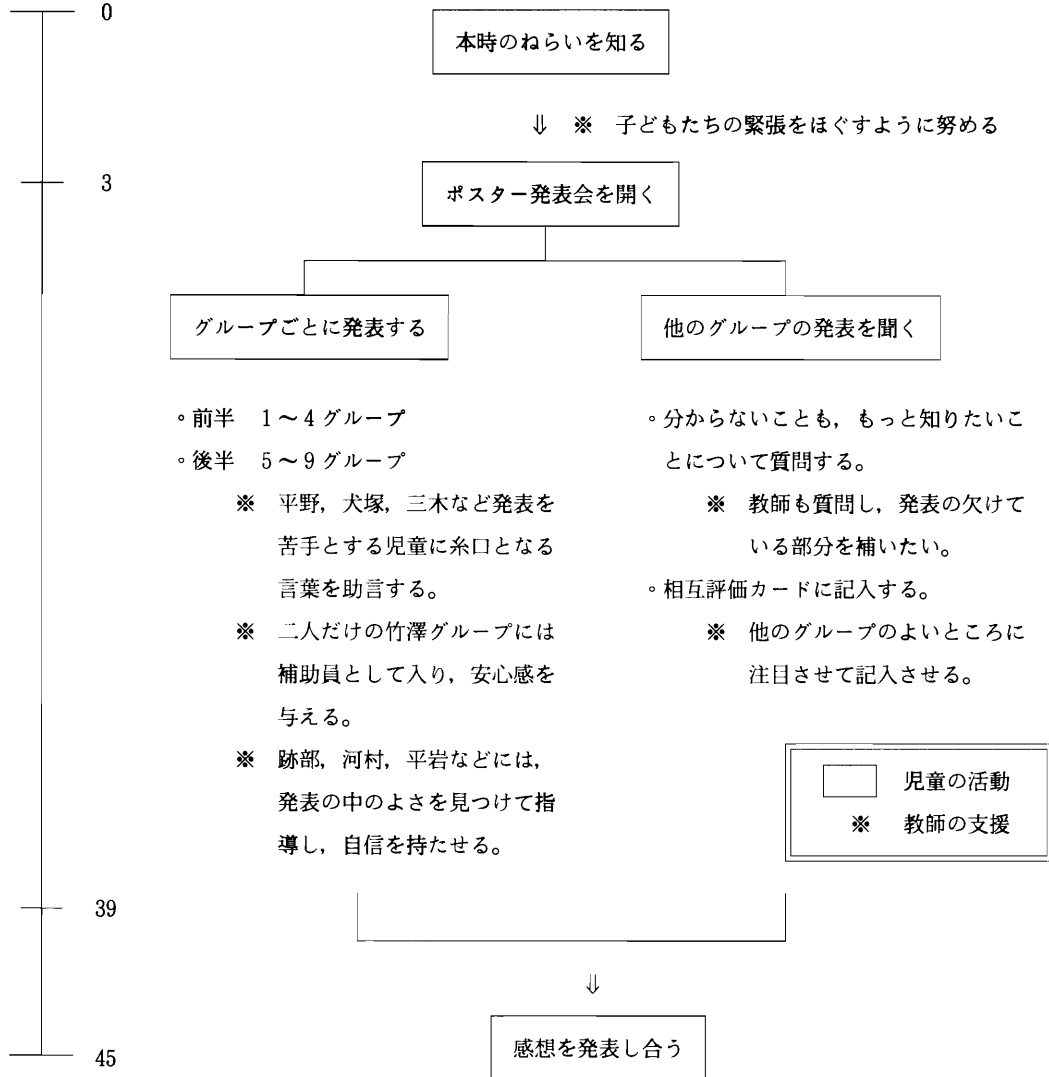 0
本時のねらいを知る
⇓ ※ 子どもたちの緊張をほぐすように努める
3
ポスター発表会を開く
グループごとに発表する
。前半 1～4グループ
。後半 5～9グループ
※ 平野，犬塚，三木など発表を
苦手とする児童に糸口となる
言葉を助言する。
※ 二人だけの竹澤グループには
補助員として入り，安心感を
与える。
※ 跡部，河村，平岩などには，
発表の中のよさを見つけて指
導し，自信を持たせる。
他のグループの発表を聞く
。分からないことも，もっと知りたいこ
とについて質問する。
※ 教師も質問し，発表の欠けて
いる部分を補いたい。
。相互評価カードに記入する。
※ 他のグループのよいところに
注目させて記入させる。
児童の活動
※ 教師の支援
39
⇓
感想を発表し合う
45